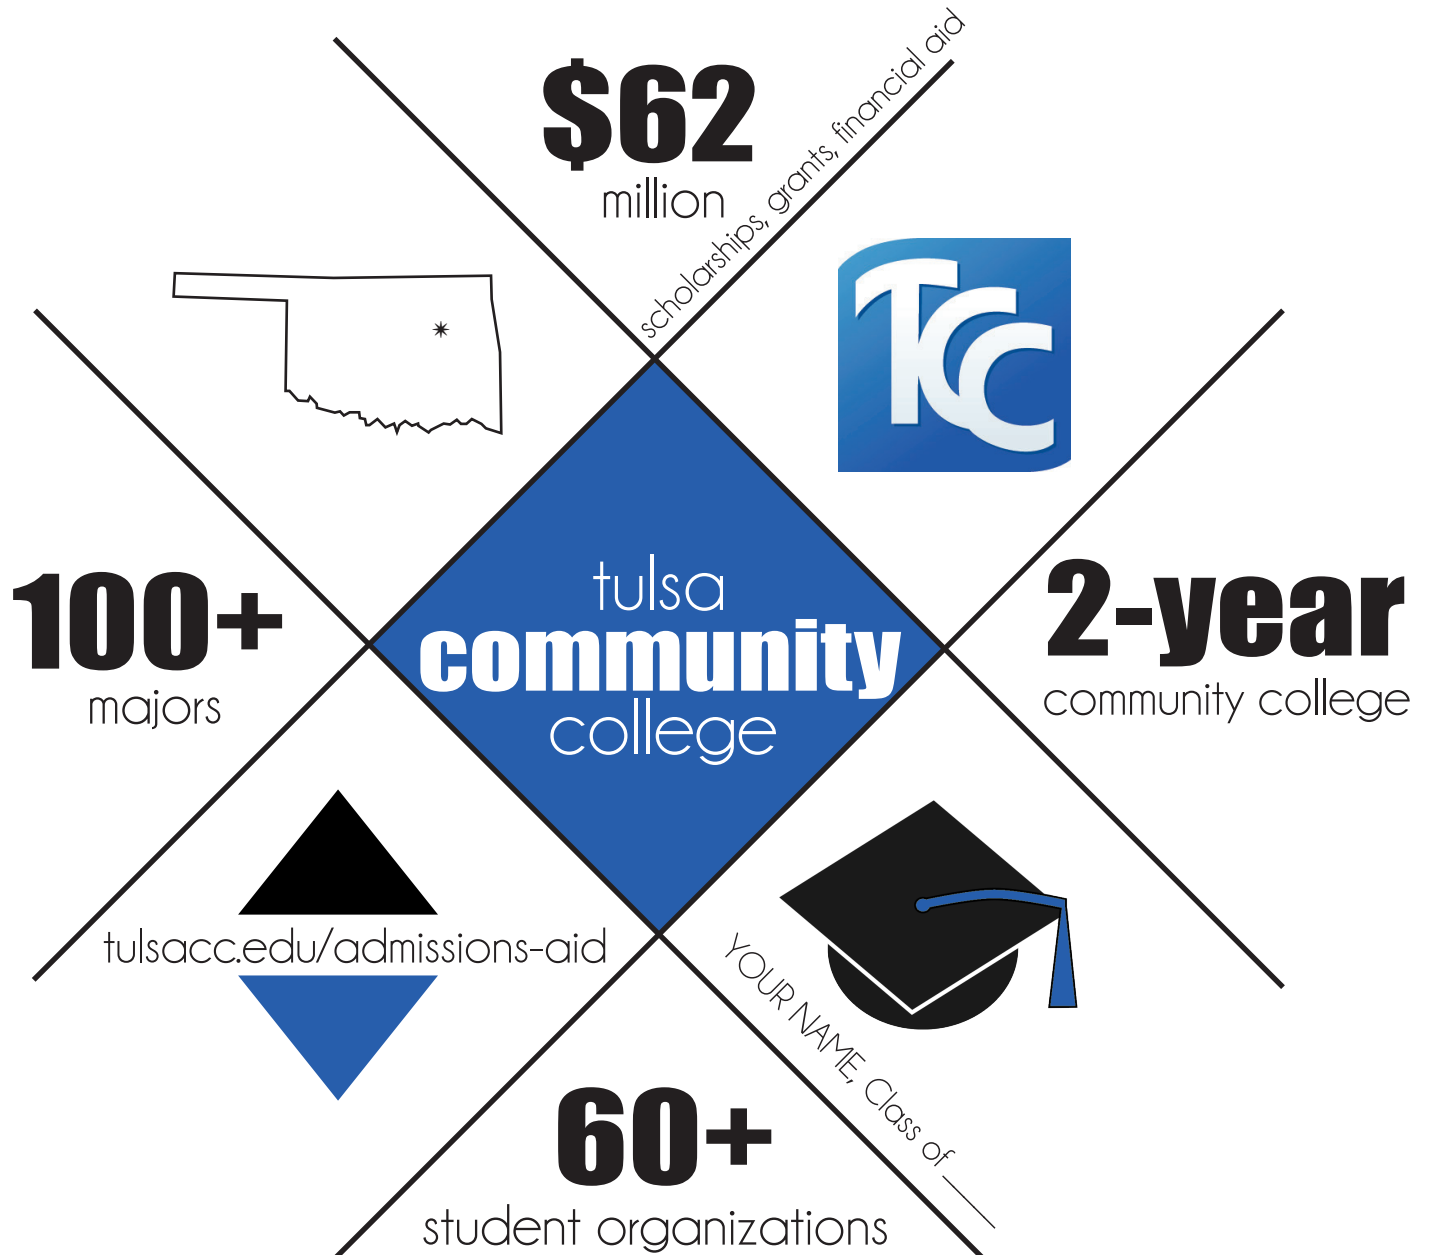 $62
million
scholarships, grants, financial aid
TCC
100+
majors
tulsa
community
college
2-year
community college
tulsacc.edu/admissions-aid
YOUR NAME, Class of ____
60+
student organizations